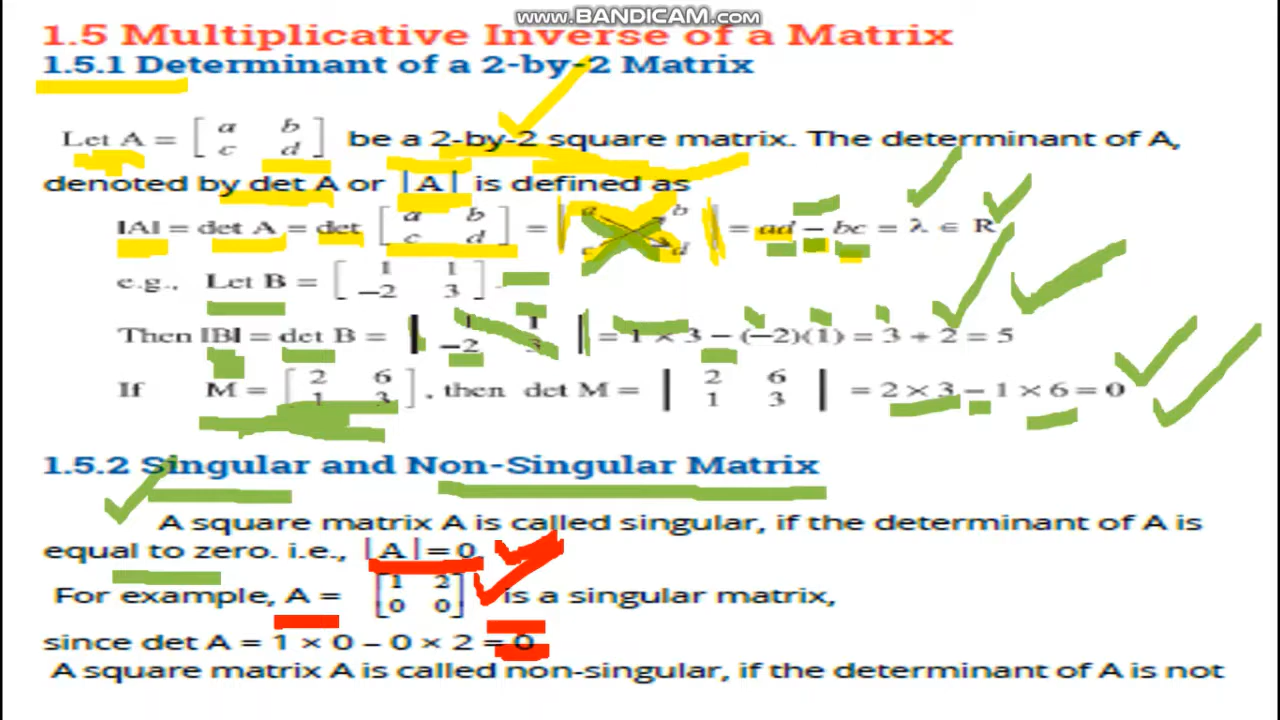 www.BANDICAM.com
1.5 Multiplicative Inverse of a Matrix
1.5.1 Determinant of a 2-by-2 Matrix
Let A = [ a b
c d ] be a 2-by-2 square matrix. The determinant of A,
denoted by det A or |A| is defined as
|A| = det A = det [ a b
c d ] = | a b
c d | = ad – bc = λ ∈ R
e.g., Let B = [ 1 1
–2 3 ].
Then |B| = det B = | 1 1
–2 3 | = 1 × 3 – (–2)(1) = 3 + 2 = 5
If M = [ 2 6
1 3 ], then det M = | 2 6
1 3 | = 2 × 3 – 1 × 6 = 0
1.5.2 Singular and Non-Singular Matrix
A square matrix A is called singular, if the determinant of A is
equal to zero. i.e., |A| = 0
For example, A = [ 1 2
0 0 ] is a singular matrix,
since det A = 1 × 0 – 0 × 2 = 0
A square matrix A is called non-singular, if the determinant of A is not